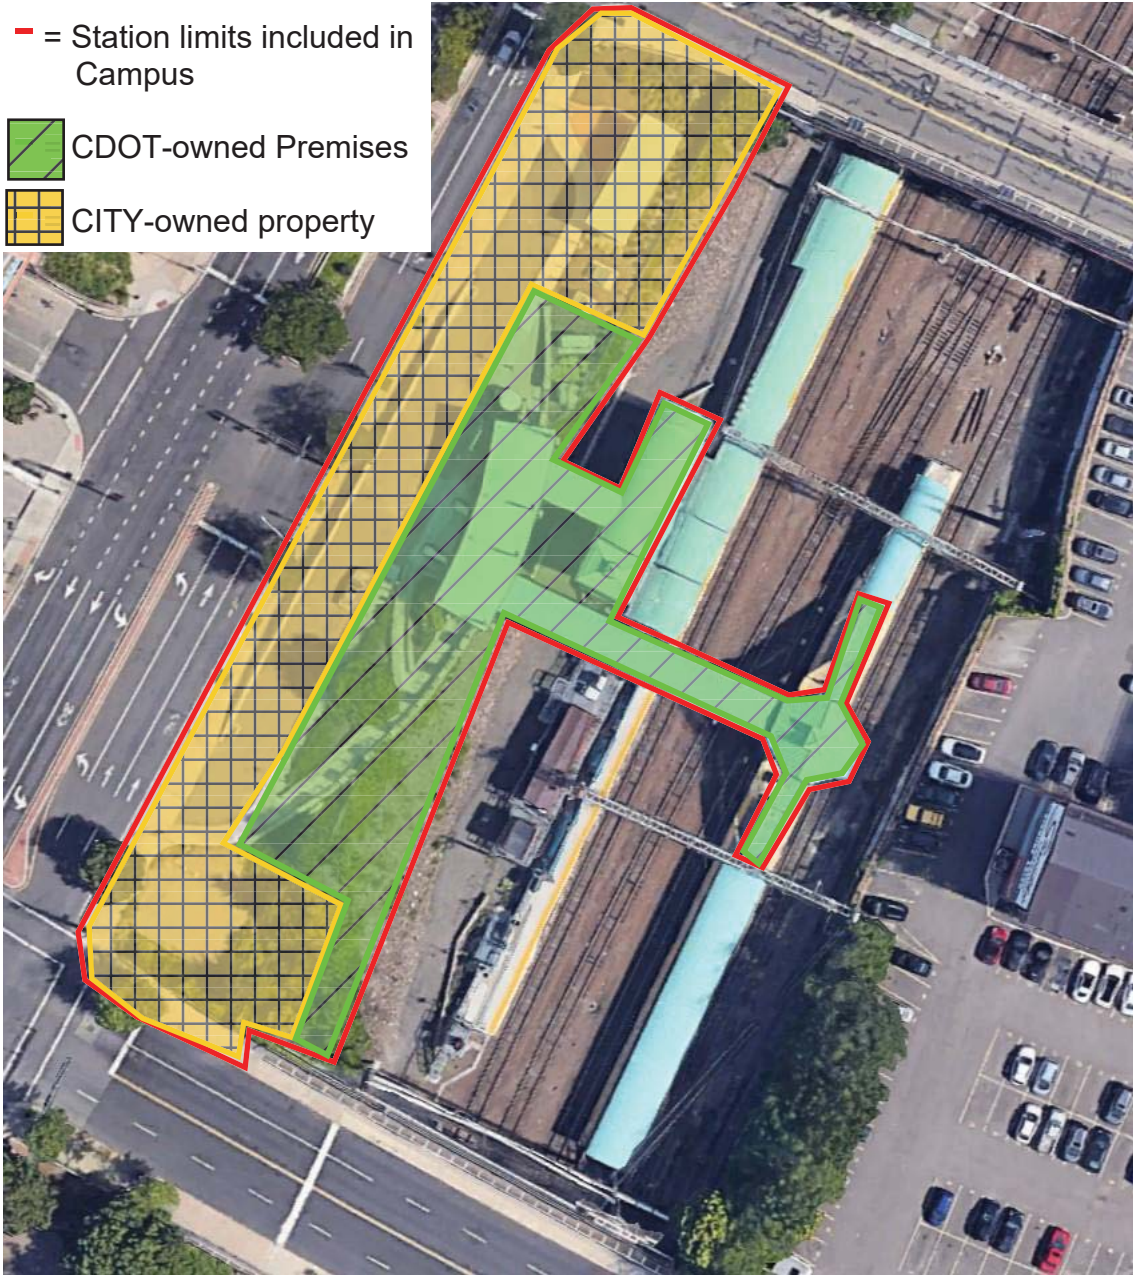 = Station limits included in
Campus
CDOT-owned Premises
CITY-owned property